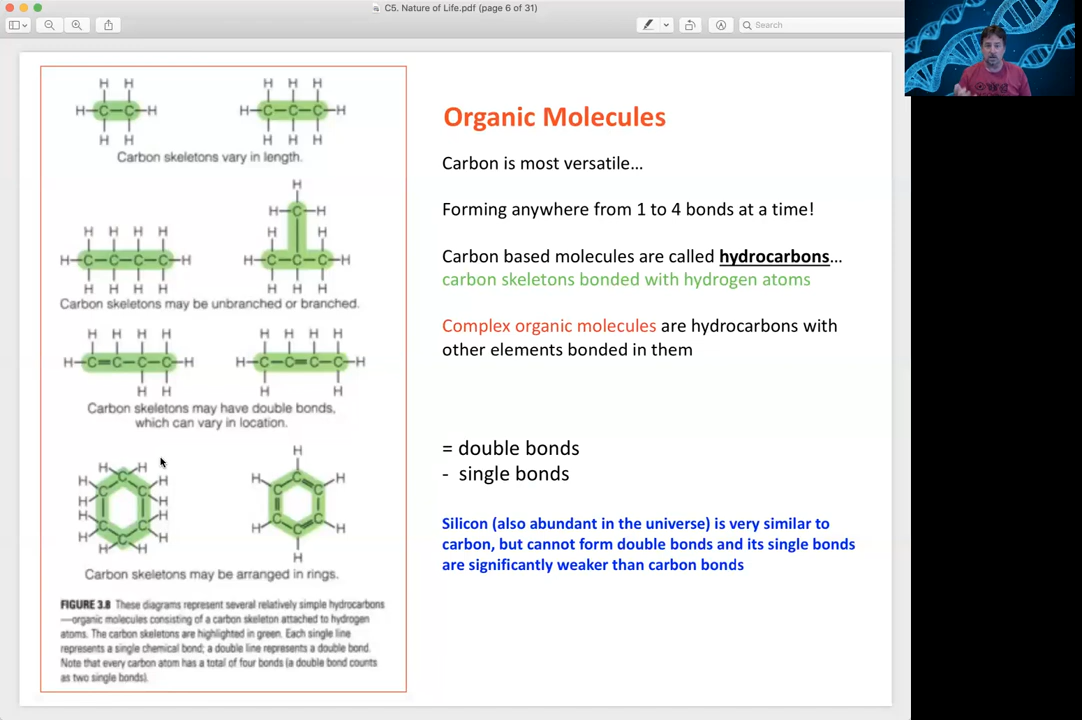 C5. Nature of Life.pdf (page 6 of 31)
Search
H H
H-C-C-H
H H
H H H
H-C-C-C-H
H H H
Carbon skeletons vary in length.
H H H H
H-C-C-C-C-H
H H H H
H
H-C-H
H H
H-C-C-C-H
H H H
Carbon skeletons may be unbranched or branched.
H H H H
H-C=C-C-C-H
H H
H H H H
H-C-C=C-C-H
H H
Carbon skeletons may have double bonds,
which can vary in location.
H C H
H C C H
H H
H H
H C C H
H C H
H
H C H
C C
C C
H C H
H
Carbon skeletons may be arranged in rings.
FIGURE 3.8 These diagrams represent several relatively simple hydrocarbons
—organic molecules consisting of a carbon skeleton attached to hydrogen
atoms. The carbon skeletons are highlighted in green. Each single line
represents a single chemical bond; a double line represents a double bond.
Note that every carbon atom has a total of four bonds (a double bond counts
as two single bonds).
Organic Molecules
Carbon is most versatile...
Forming anywhere from 1 to 4 bonds at a time!
Carbon based molecules are called hydrocarbons...
carbon skeletons bonded with hydrogen atoms
Complex organic molecules are hydrocarbons with
other elements bonded in them
= double bonds
- single bonds
Silicon (also abundant in the universe) is very similar to
carbon, but cannot form double bonds and its single bonds
are significantly weaker than carbon bonds